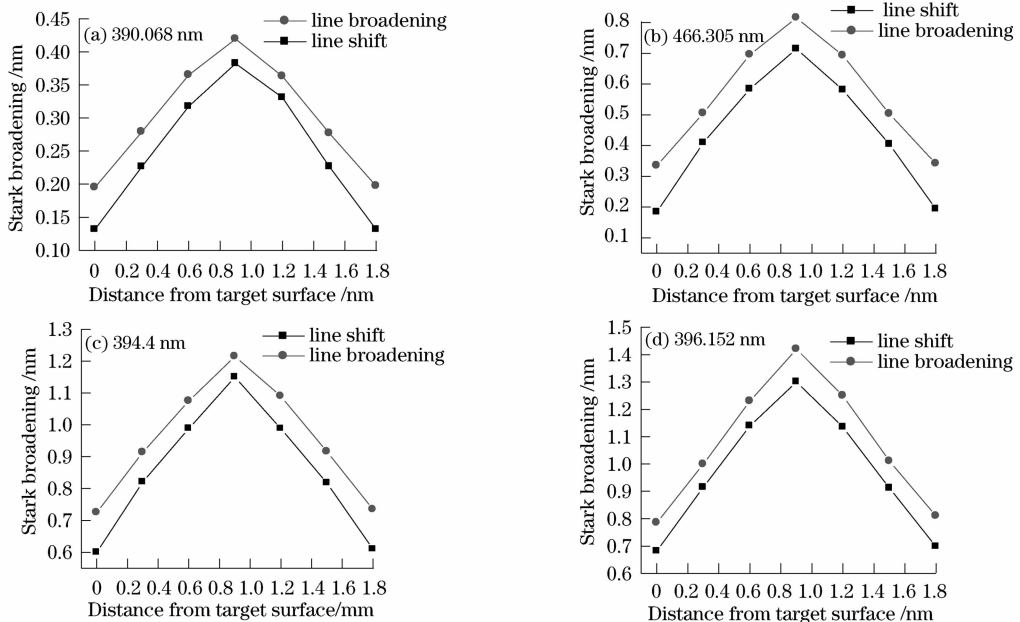 (a) 390.068 nm
line broadening
line shift
Stark broadening /nm
0.45
0.40
0.35
0.30
0.25
0.20
0.15
0.10
0 0.2 0.4 0.6 0.8 1.0 1.2 1.4 1.6 1.8
Distance from target surface /nm
(b) 466.305 nm
line shift
line broadening
Stark broadening /nm
0.8
0.7
0.6
0.5
0.4
0.3
0.2
0.1
0 0.2 0.4 0.6 0.8 1.0 1.2 1.4 1.6 1.8
Distance from target surface /nm
(c) 394.4 nm
line shift
line broadening
Stark broadening /nm
1.3
1.2
1.1
1.0
0.9
0.8
0.7
0.6
0 0.2 0.4 0.6 0.8 1.0 1.2 1.4 1.6 1.8
Distance from target surface/mm
(d) 396.152 nm
line shift
line broadening
Stark broadening /nm
1.5
1.4
1.3
1.2
1.1
1.0
0.9
0.8
0.7
0.6
0 0.2 0.4 0.6 0.8 1.0 1.2 1.4 1.6 1.8
Distance from target surface /nm